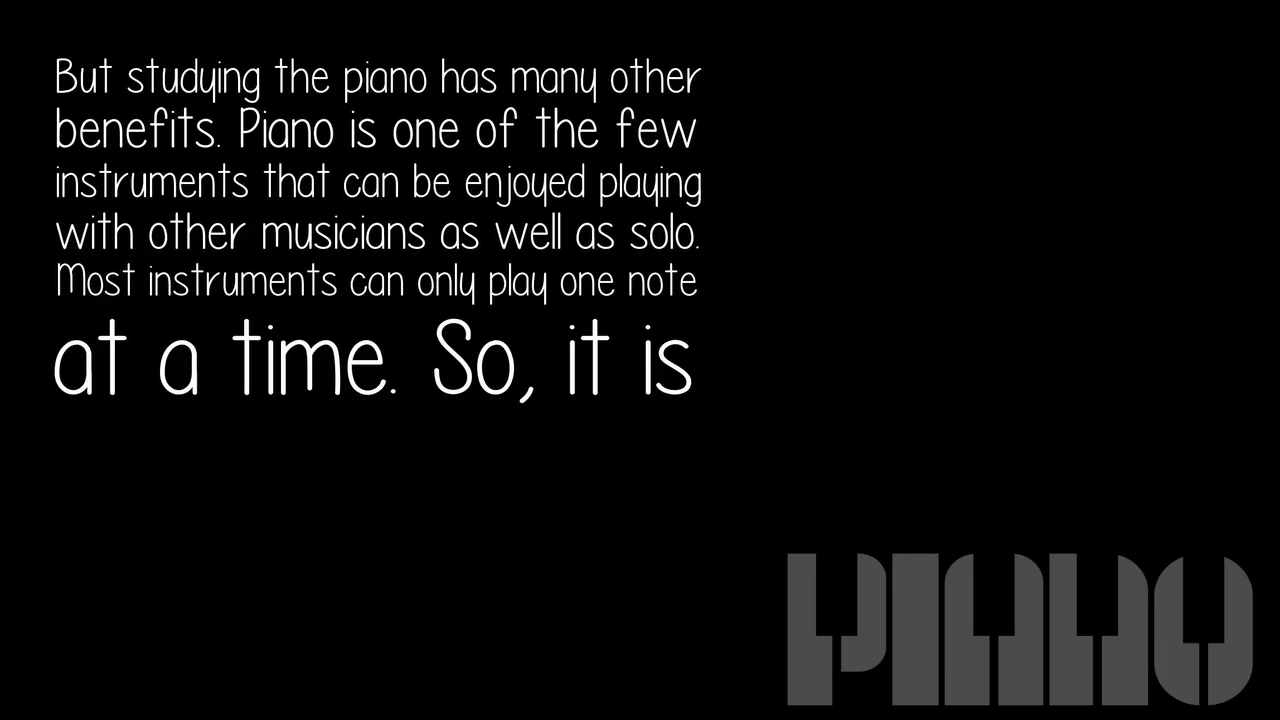 But studying the piano has many other
benefits. Piano is one of the few
instruments that can be enjoyed playing
with other musicians as well as solo.
Most instruments can only play one note
at a time. So, it is
PIANO